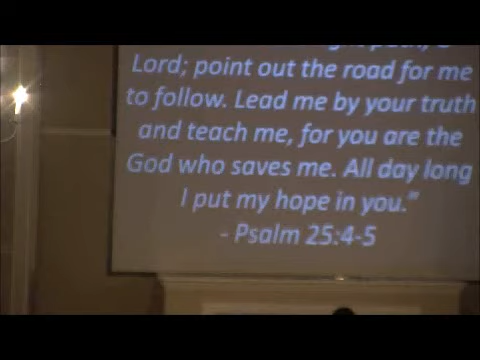 Lord; point out the road for me
to follow. Lead me by your truth
and teach me, for you are the
God who saves me. All day long
I put my hope in you.”
- Psalm 25:4-5